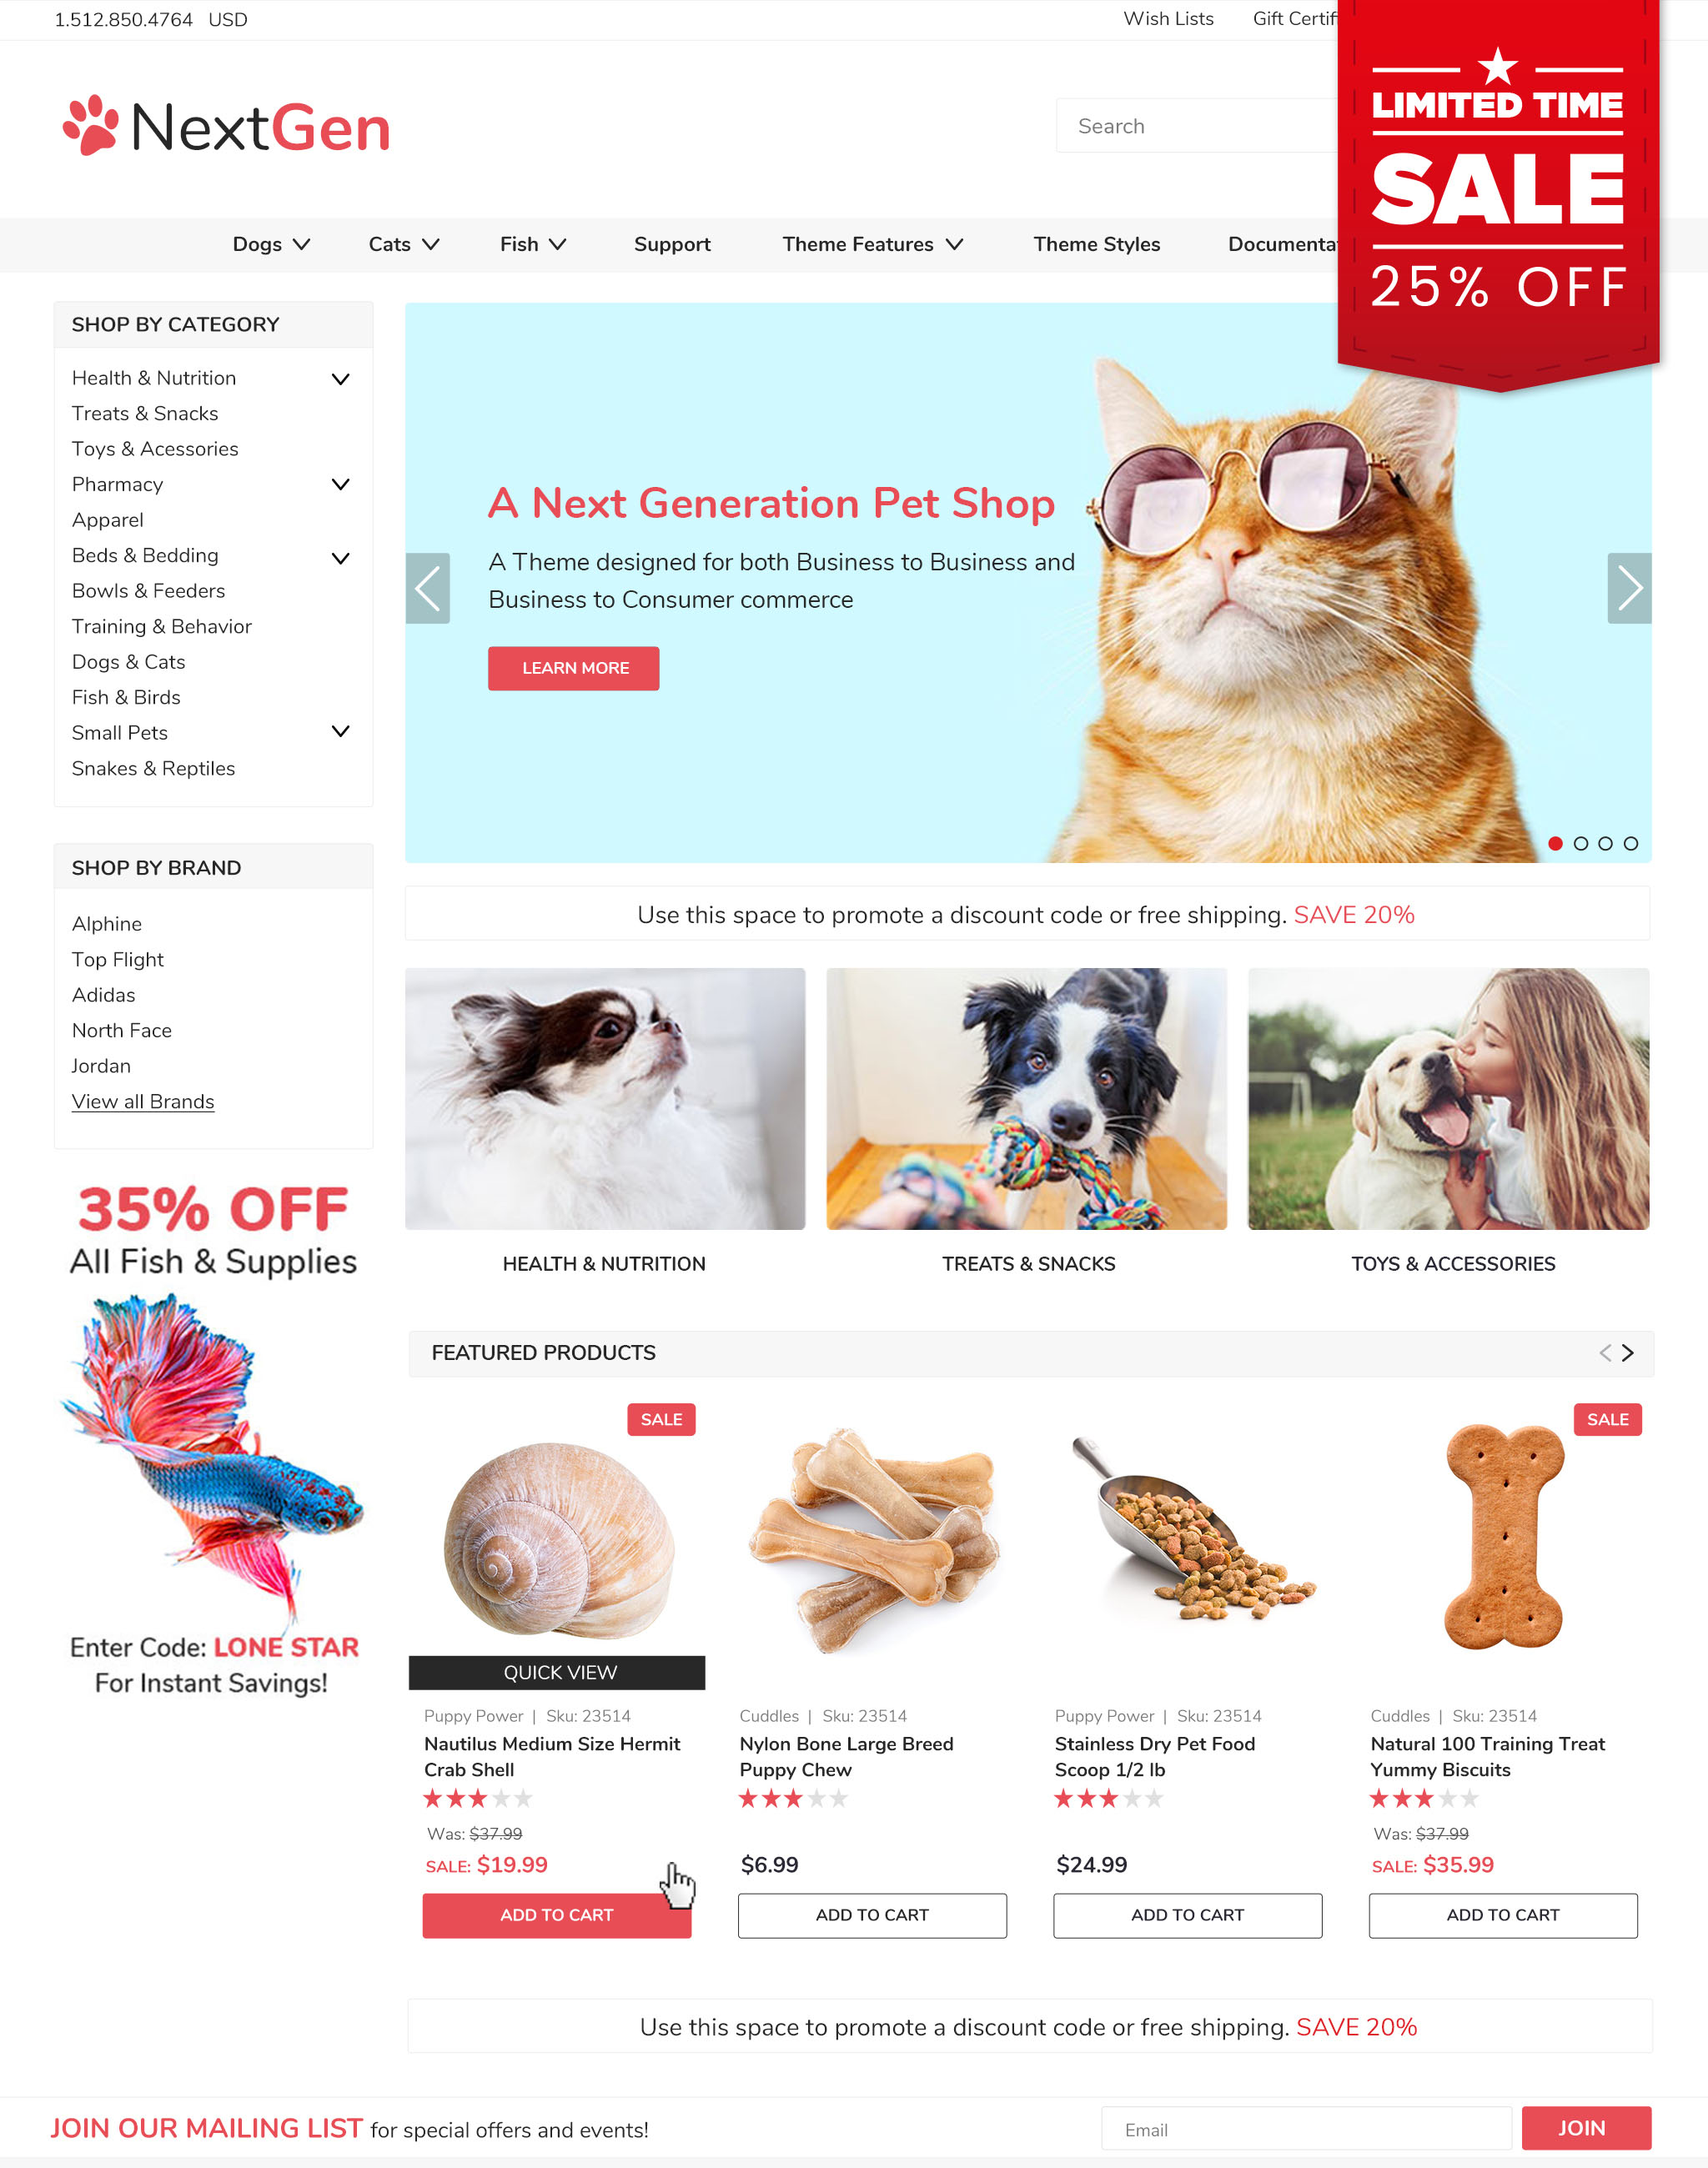 1.512.850.4764 USD
Wish Lists
Gift Certifi
LIMITED TIME
SALE
25% OFF
NextGen
Search
Dogs
Cats
Fish
Support
Theme Features
Theme Styles
Documenta
SHOP BY CATEGORY
Health & Nutrition
Treats & Snacks
Toys & Acessories
Pharmacy
Apparel
Beds & Bedding
Bowls & Feeders
Training & Behavior
Dogs & Cats
Fish & Birds
Small Pets
Snakes & Reptiles
A Next Generation Pet Shop
A Theme designed for both Business to Business and
Business to Consumer commerce
LEARN MORE
SHOP BY BRAND
Alphine
Top Flight
Adidas
North Face
Jordan
View all Brands
35% OFF
All Fish & Supplies
Enter Code: LONE STAR
For Instant Savings!
Use this space to promote a discount code or free shipping. SAVE 20%
HEALTH & NUTRITION
TREATS & SNACKS
TOYS & ACCESSORIES
FEATURED PRODUCTS
SALE
QUICK VIEW
Puppy Power | Sku: 23514
Nautilus Medium Size Hermit
Crab Shell
Was: $37.99
SALE: $19.99
ADD TO CART
Cuddles | Sku: 23514
Nylon Bone Large Breed
Puppy Chew
$6.99
ADD TO CART
Puppy Power | Sku: 23514
Stainless Dry Pet Food
Scoop 1/2 lb
$24.99
ADD TO CART
SALE
Cuddles | Sku: 23514
Natural 100 Training Treat
Yummy Biscuits
Was: $37.99
SALE: $35.99
ADD TO CART
Use this space to promote a discount code or free shipping. SAVE 20%
JOIN OUR MAILING LIST for special offers and events!
Email
JOIN